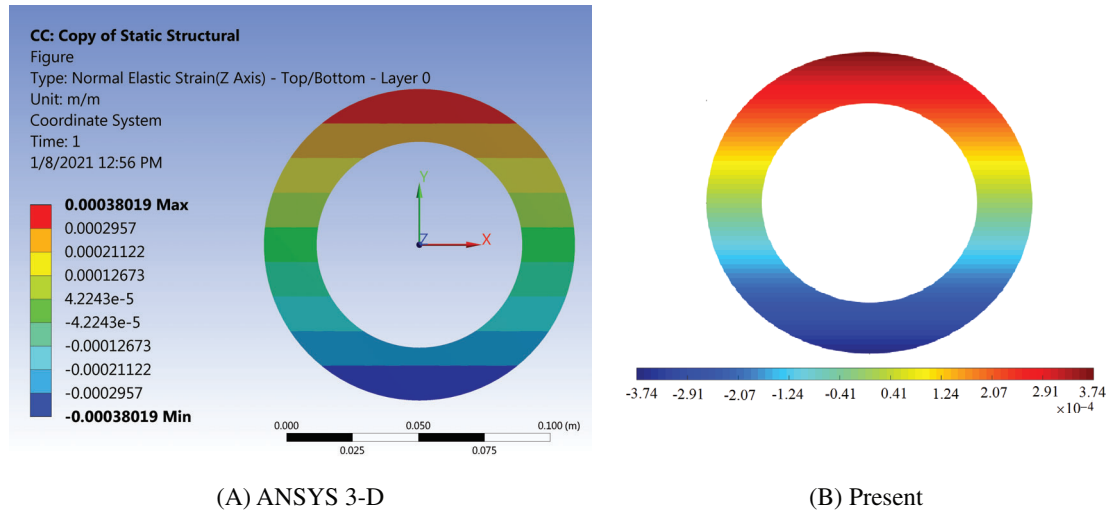 CC: Copy of Static Structural
Figure
Type: Normal Elastic Strain(Z Axis) - Top/Bottom - Layer 0
Unit: m/m
Coordinate System
Time: 1
1/8/2021 12:56 PM
0.00038019 Max
0.0002957
0.00021122
0.00012673
4.2243e-5
-4.2243e-5
-0.00012673
-0.00021122
-0.0002957
-0.00038019 Min
Y
Z
X
0.000 0.050 0.100 (m)
0.025 0.075
(A) ANSYS 3-D
-3.74 -2.91 -2.07 -1.24 -0.41 0.41 1.24 2.07 2.91 3.74
×10⁻⁴
(B) Present